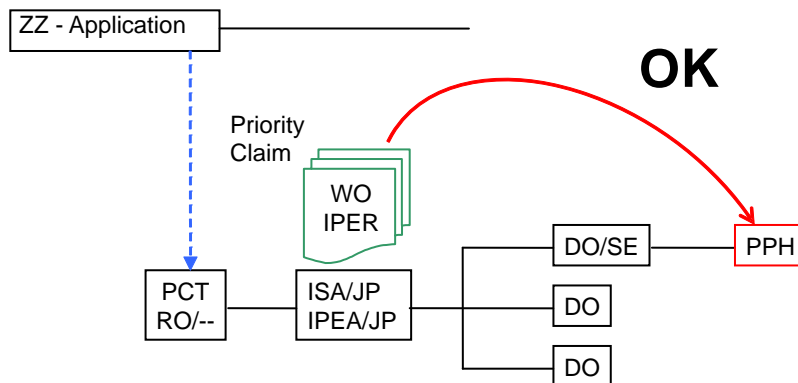 ZZ - Application
OK
Priority
Claim
WO
IPER
DO/SE
PPH
PCT
RO/--
ISA/JP
IPEA/JP
DO
DO